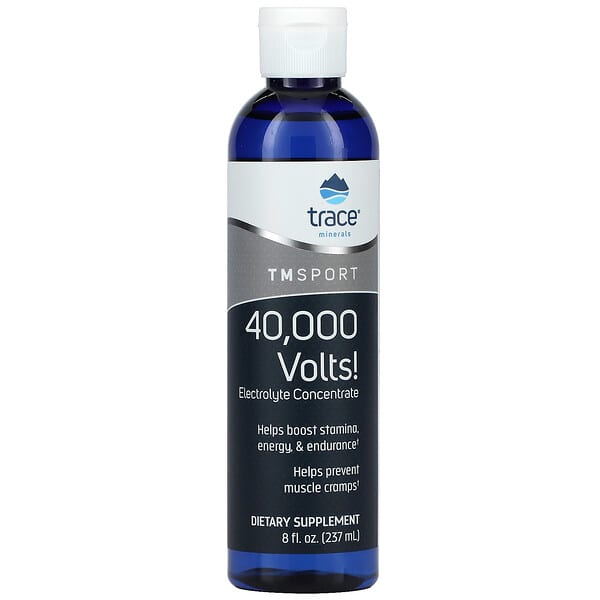 trace®
minerals
TMSPORT
40,000
Volts!
Electrolyte Concentrate
Helps boost stamina,
energy, & endurance†
Helps prevent
muscle cramps†
DIETARY SUPPLEMENT
8 fl. oz. (237 mL)